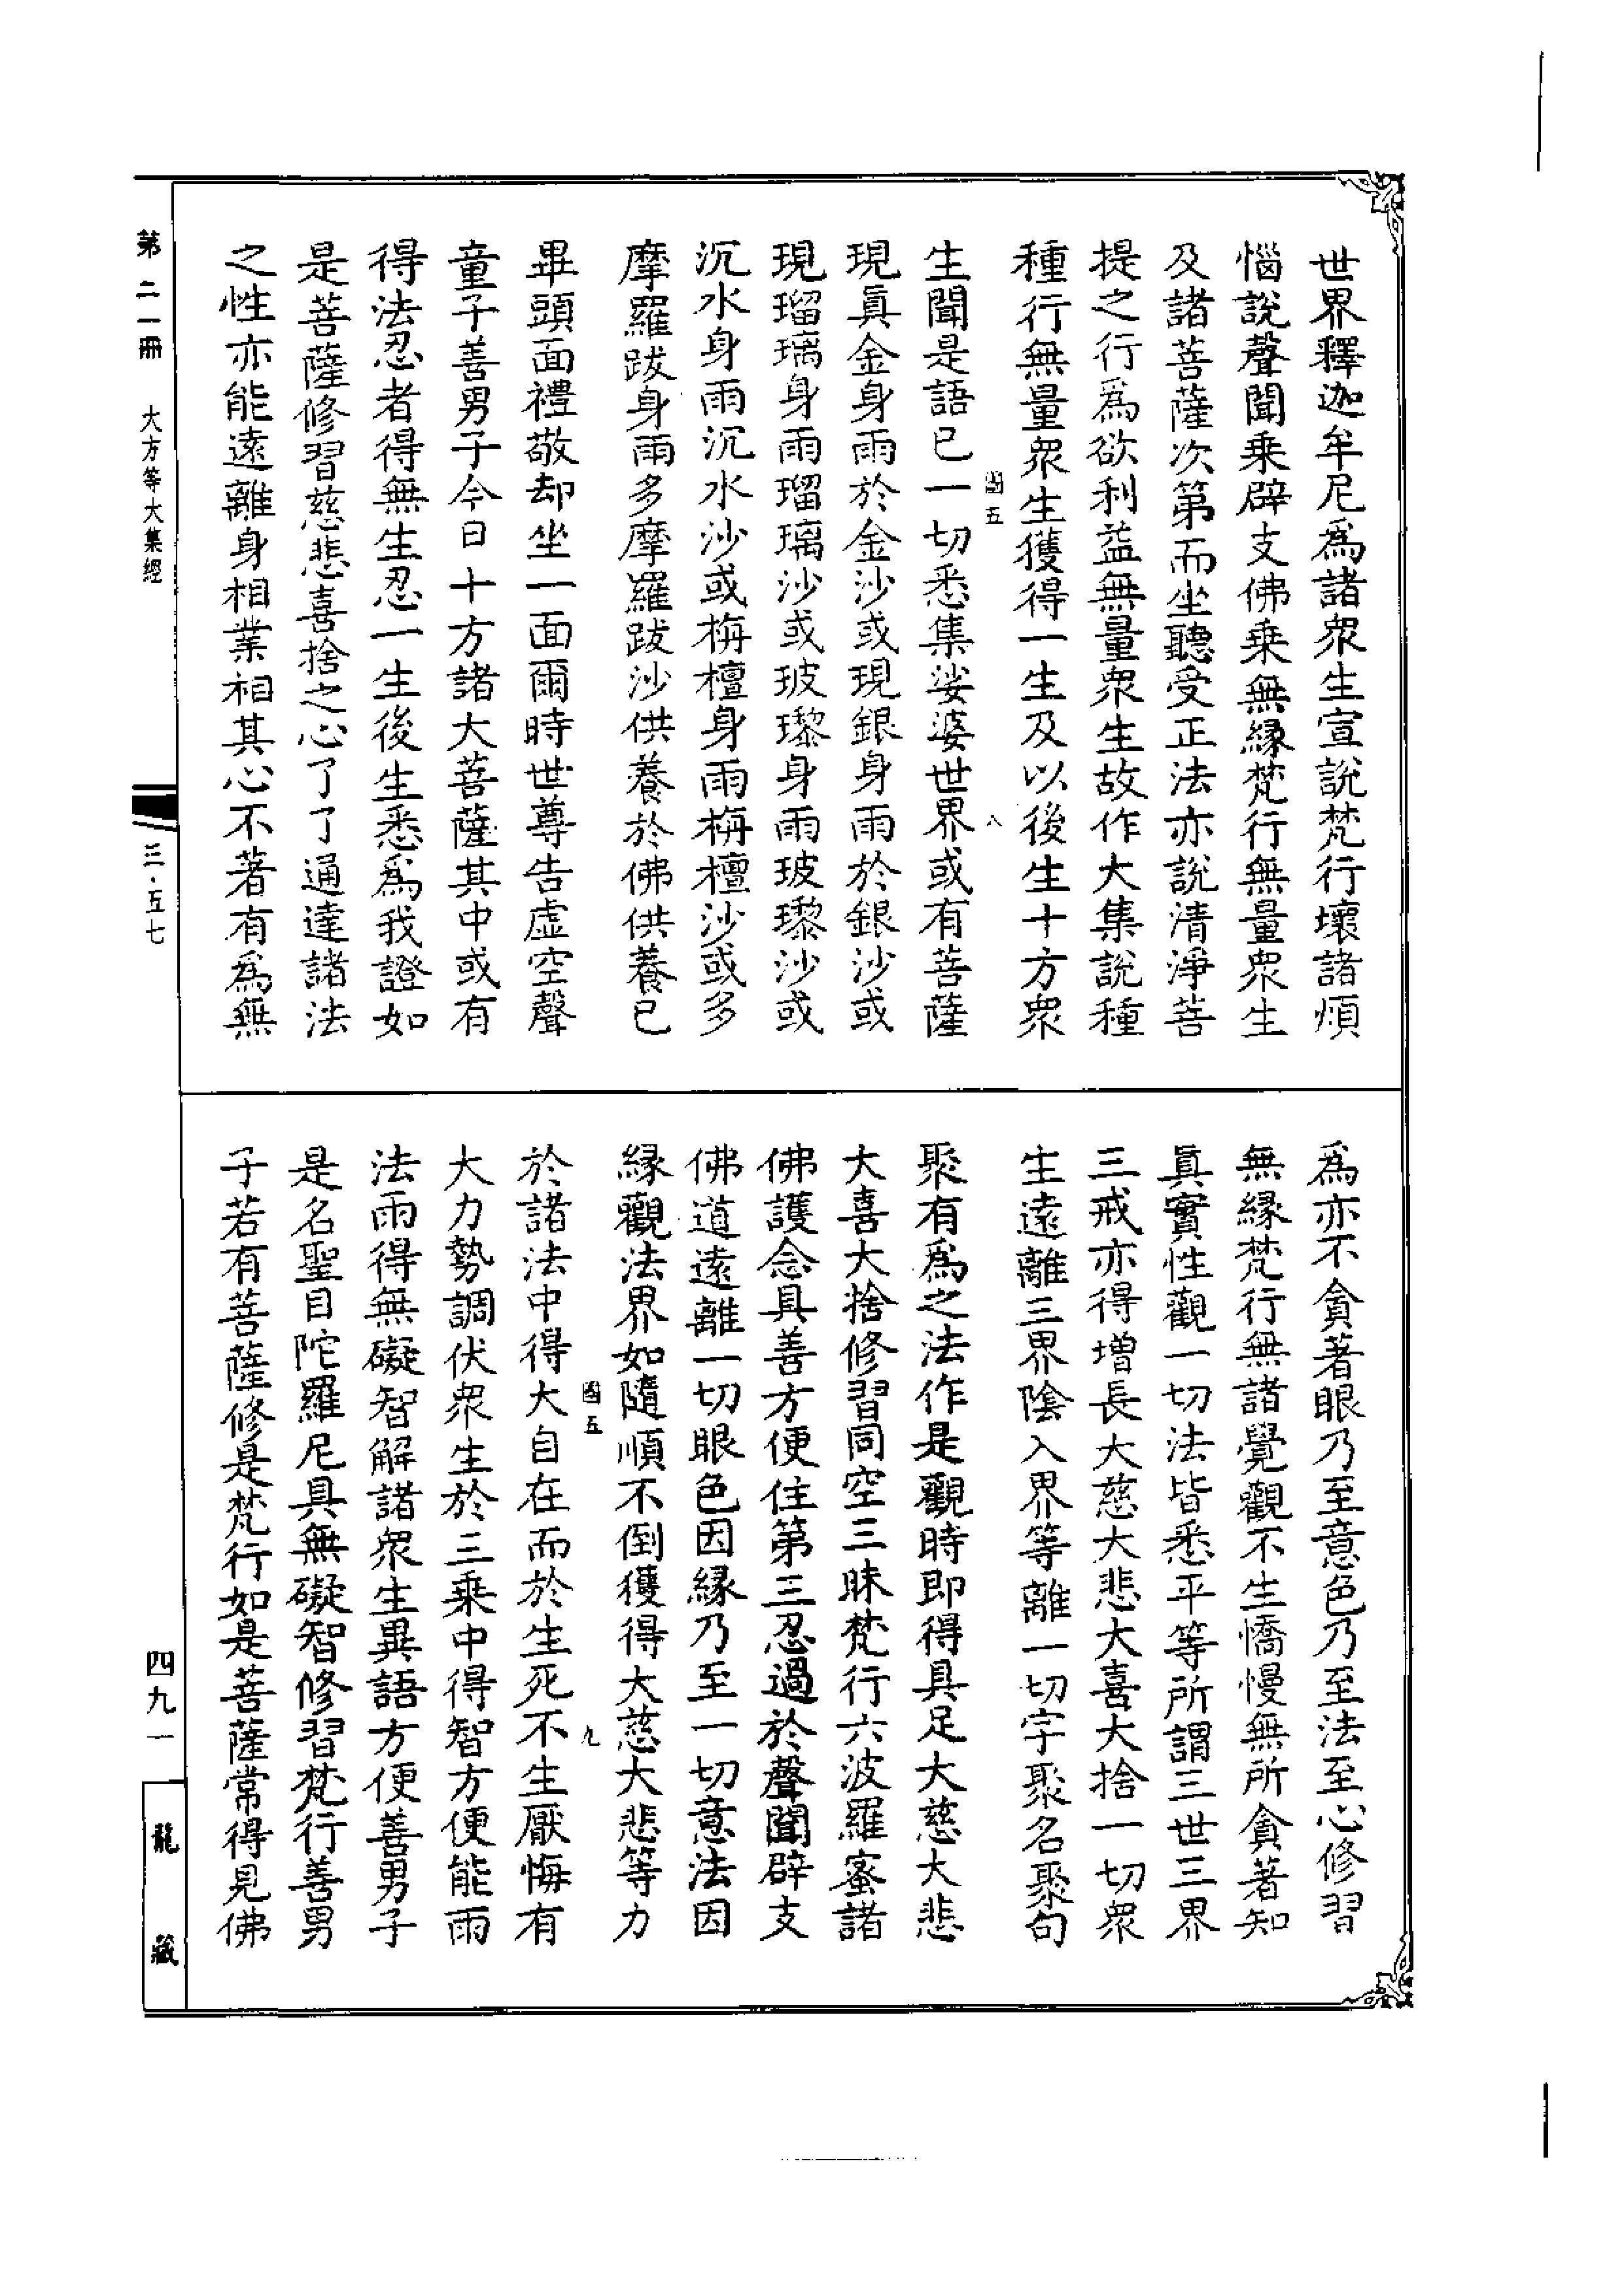 世界釋迦牟尼爲諸衆生宣說梵行壞諸煩
惱說聲聞乗辟支佛乗無縁梵行無量衆生
及諸菩薩次第而坐聽受正法亦說清淨菩
提之行爲欲利益無量衆生故作大集說種
種行無量衆生獲得一生及以後生十方衆
國五
八
生聞是語已一切悉集娑婆世界或有菩薩
現眞金身雨於金沙或現銀身雨於銀沙或
現瑠璃身雨瑠璃沙或玻瓈身雨玻瓈沙或
沉水身雨沉水沙或栴檀身雨栴檀沙或多
摩羅跋身雨多摩羅跋沙供養於佛供養已
畢頭面禮敬却坐一面爾時世尊告虛空聲
童子善男子今日十方諸大菩薩其中或有
得法忍者得無生忍一生後生悉爲我證如
是菩薩修習慈悲喜捨之心了了通達諸法
之性亦能遠離身相業相其心不著有爲無
爲亦不貪著眼乃至意色乃至法至心修習
無縁梵行無諸覺觀不生憍慢無所貪著知
眞實性觀一切法皆悉平等所謂三世三界
三戒亦得增長大慈大悲大喜大捨一切衆
生遠離三界陰入界等離一切字聚名聚句
聚有爲之法作是觀時即得具足大慈大悲
大喜大捨修習同空三昧梵行六波羅蜜諸
佛護念具善方便住第三忍過於聲聞辟支
佛道遠離一切眼色因縁乃至一切意法因
縁觀法界如隨順不倒獲得大慈大悲等力
國五
九
於諸法中得大自在而於生死不生厭悔有
大力勢調伏衆生於三乗中得智方便能雨
法雨得無礙智解諸衆生異語方便善男子
是名聖目陀羅尼具無礙智修習梵行善男
子若有菩薩修是梵行如是菩薩常得見佛
第二一冊　大方等大集經
三·五七
四九一
龍藏